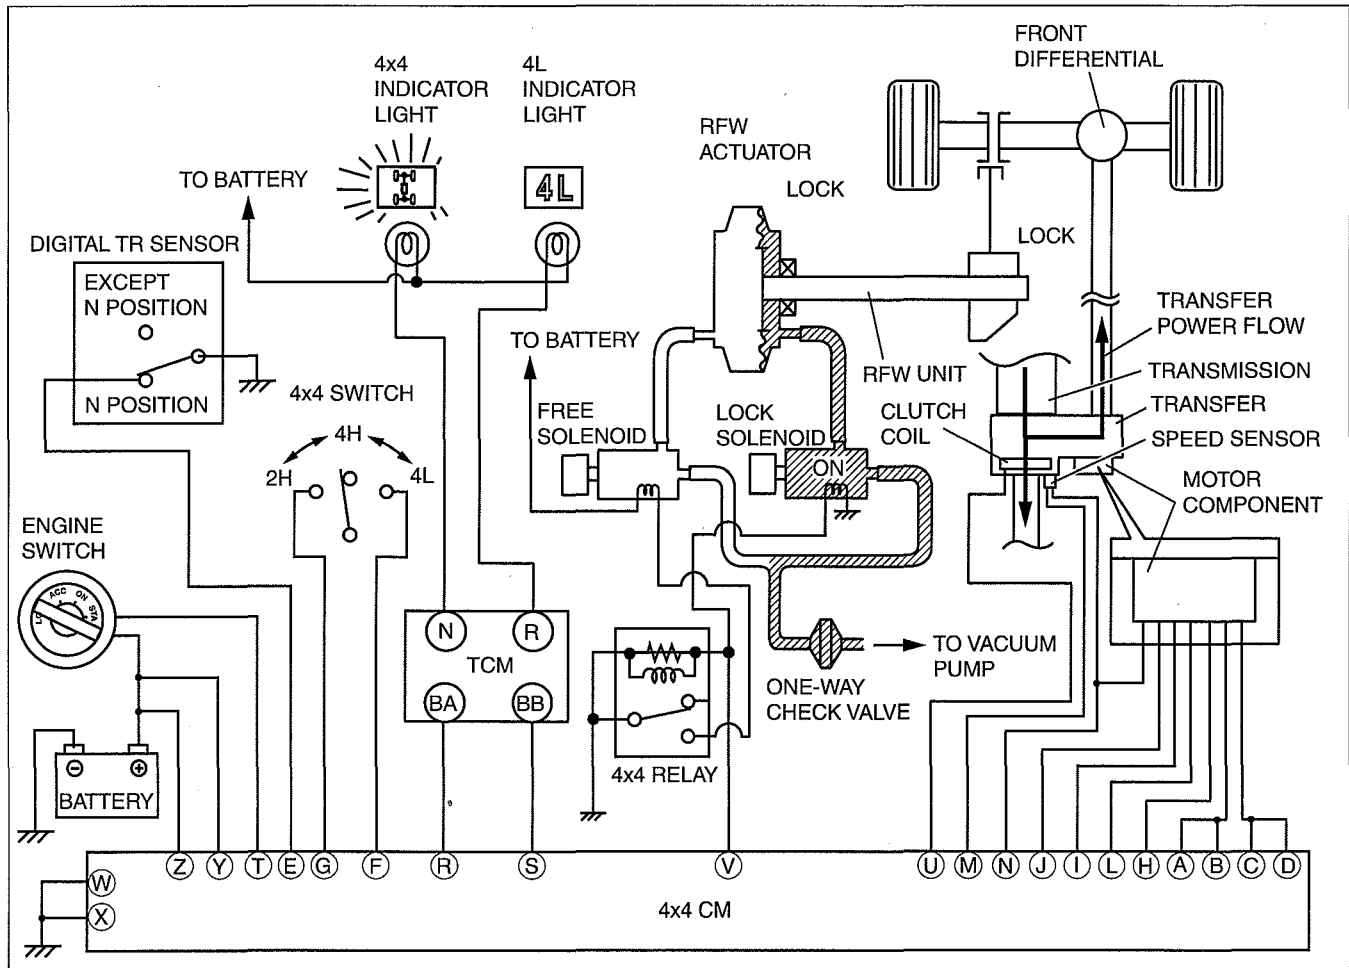 FRONT
DIFFERENTIAL
4x4
INDICATOR
LIGHT
4L
INDICATOR
LIGHT
RFW
ACTUATOR
LOCK
TO BATTERY
4L
DIGITAL TR SENSOR
LOCK
EXCEPT
N POSITION
N POSITION
TO BATTERY
TRANSFER
POWER FLOW
RFW UNIT
TRANSMISSION
4x4 SWITCH
FREE
SOLENOID
LOCK
SOLENOID
CLUTCH
COIL
TRANSFER
SPEED SENSOR
4H
2H
4L
ON
MOTOR
COMPONENT
ENGINE
SWITCH
ACC
ON
STA
N
R
TCM
BA
BB
TO VACUUM
PUMP
ONE-WAY
CHECK VALVE
4x4 RELAY
BATTERY
Z Y T E G F R S V U M N J I L H A B C D
W
X
4x4 CM